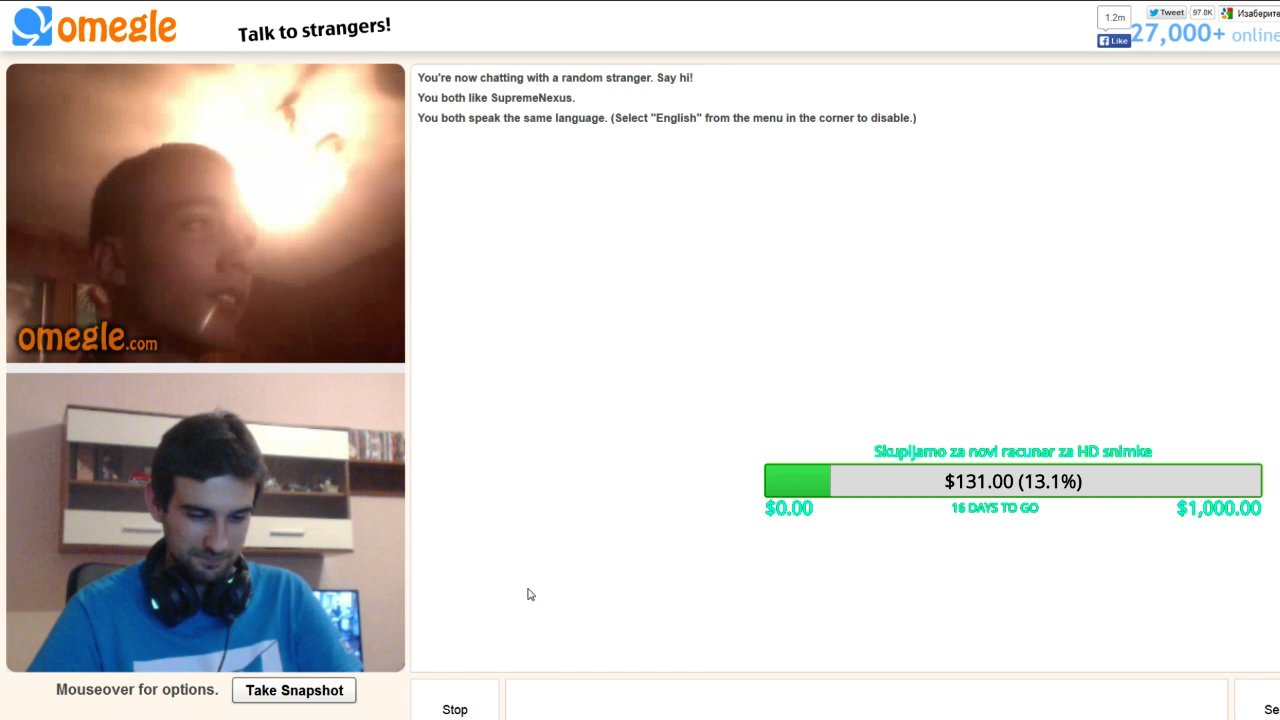 omegle
Talk to strangers!
1.2m
Like
Tweet
97.8K
Изаберите
27,000+ online
You're now chatting with a random stranger. Say hi!
You both like SupremeNexus.
You both speak the same language. (Select "English" from the menu in the corner to disable.)
omegle.com
Skupljamo za novi racunar za HD snimke
$131.00 (13.1%)
$0.00
16 DAYS TO GO
$1,000.00
Mouseover for options.
Take Snapshot
Stop
Se